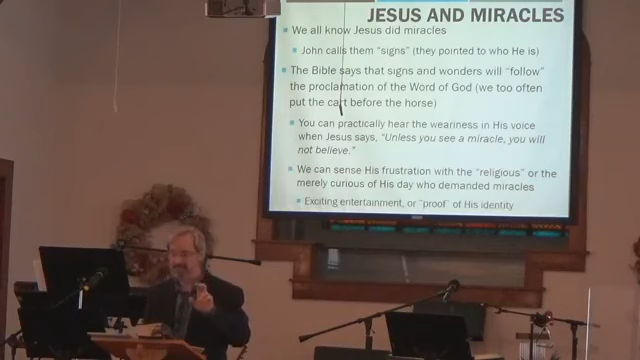 JESUS AND MIRACLES
We all know Jesus did miracles
John calls them "signs" (they pointed to who He is)
The Bible says that signs and wonders will "follow"
the proclamation of the Word of God (we too often
put the cart before the horse)
You can practically hear the weariness in His voice
when Jesus says, "Unless you see a miracle, you will
not believe."
We can sense His frustration with the "religious" or the
merely curious of His day who demanded miracles
Exciting entertainment, or "proof" of His identity